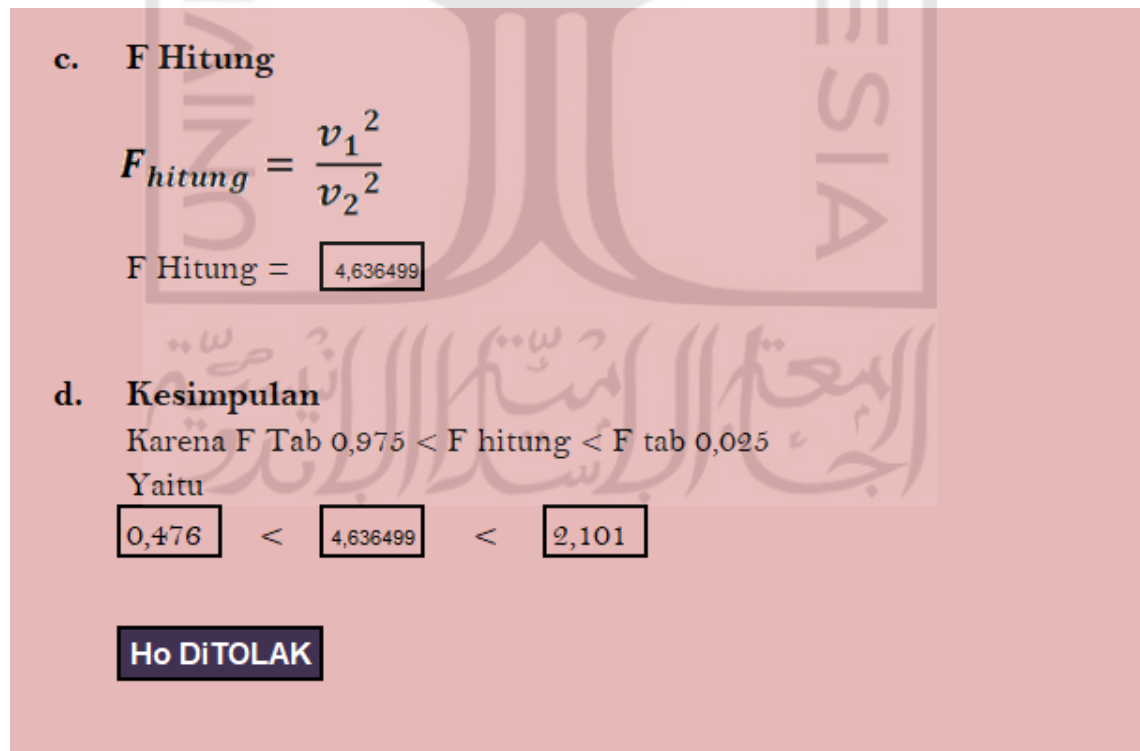 c. F Hitung
F_hitung = v₁² / v₂²
F Hitung = 4,636499
d. Kesimpulan
Karena F Tab 0,975 < F hitung < F tab 0,025
Yaitu
0,476 < 4,636499 < 2,101
Ho DiTOLAK
ESIA